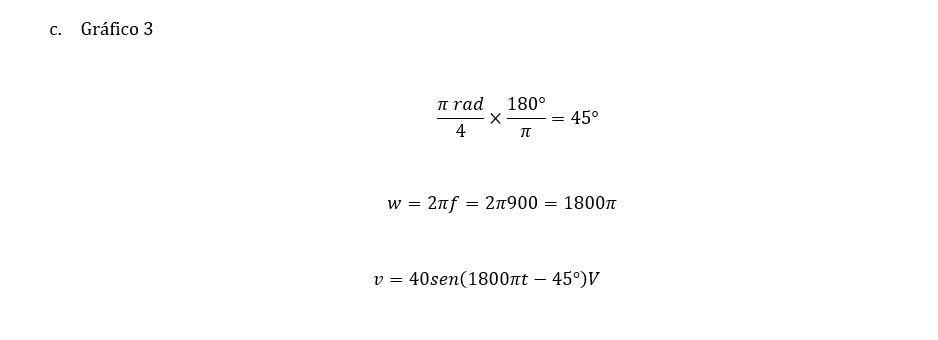 c. Gráfico 3
π rad/4 × 180°/π = 45°
w = 2πf = 2π900 = 1800π
v = 40sen(1800πt − 45°)V